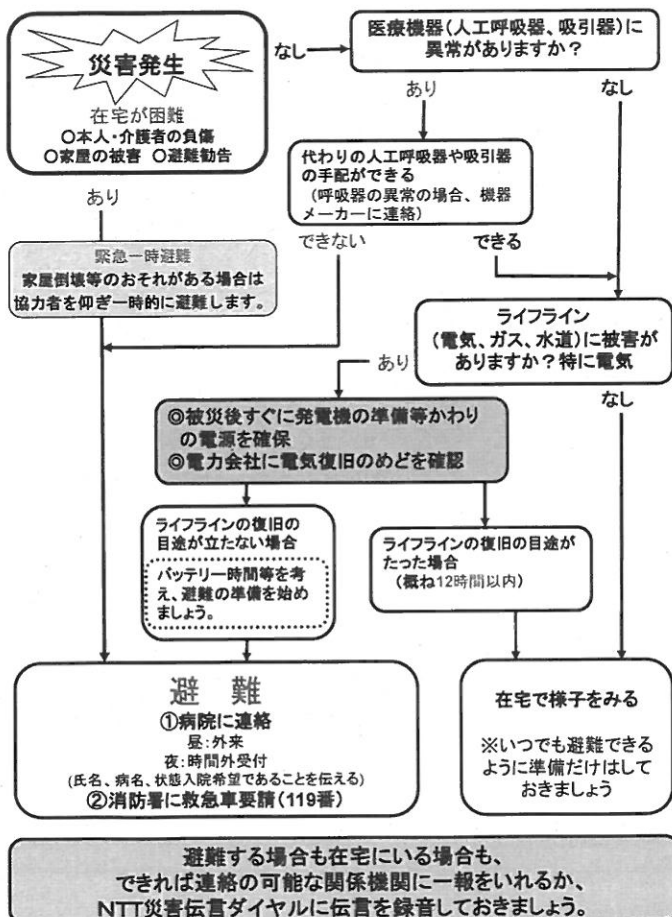 災害発生
在宅が困難
○本人・介護者の負傷
○家屋の被害 ○避難勧告
なし
医療機器(人工呼吸器、吸引器)に
異常がありますか?
あり
なし
代わりの人工呼吸器や吸引器
の手配ができる
(呼吸器の異常の場合、機器
メーカーに連絡)
あり
できない
できる
緊急一時避難
家屋倒壊等のおそれがある場合は
協力者を仰ぎ一時的に避難します。
ライフライン
(電気、ガス、水道)に被害が
ありますか?特に電気
あり
なし
◎被災後すぐに発電機の準備等かわり
の電源を確保
◎電力会社に電気復旧のめどを確認
ライフラインの復旧の
目途が立たない場合
バッテリー時間等を考
え、避難の準備を始め
ましょう。
ライフラインの復旧の目途が
たった場合
(概ね12時間以内)
避 難
①病院に連絡
昼:外来
夜:時間外受付
(氏名、病名、状態入院希望であることを伝える)
②消防署に救急車要請(119番)
在宅で様子をみる
※いつでも避難できる
ように準備だけはして
おきましょう
避難する場合も在宅にいる場合も、
できれば連絡の可能な関係機関に一報をいれるか、
NTT災害伝言ダイヤルに伝言を録音しておきましょう。